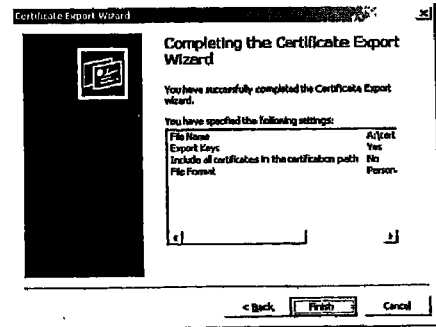 Certificate Export Wizard
Completing the Certificate Export
Wizard
You have successfully completed the Certificate Export
wizard.
You have specified the following settings:
File Name A:\cert
Export Keys Yes
Include all certificates in the certification path No
File Format Person
< Back Finish Cancel